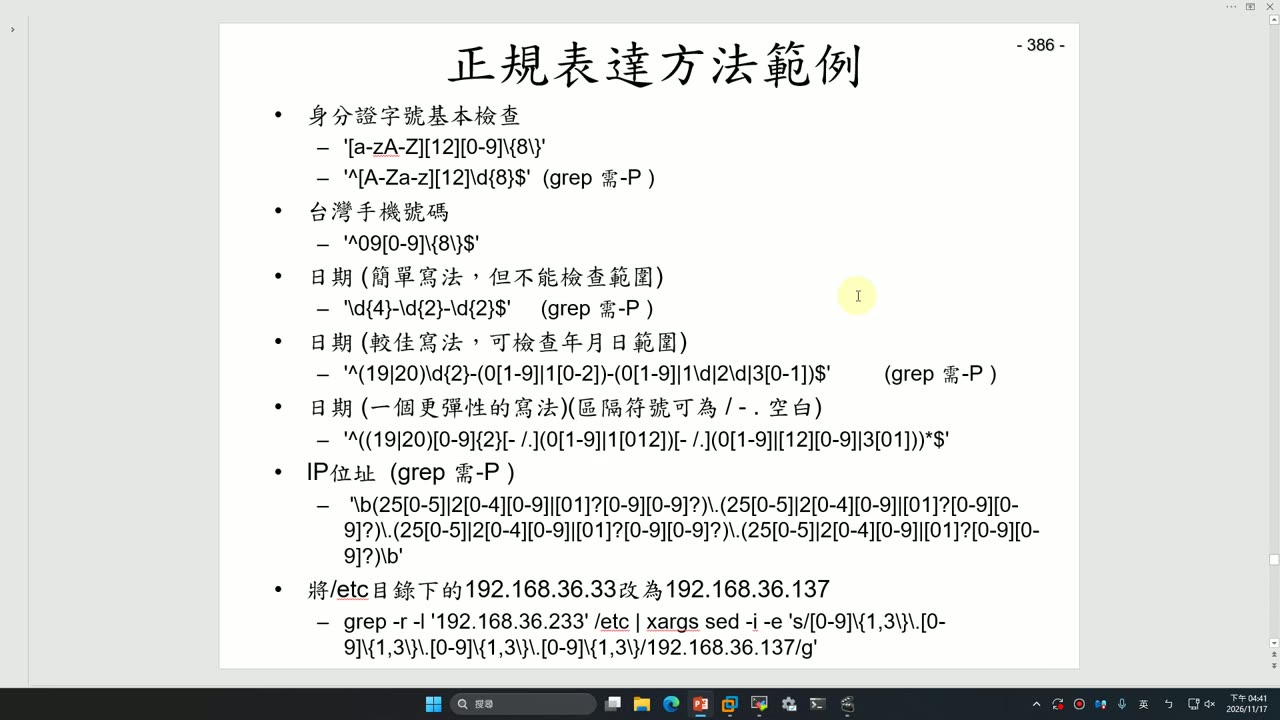 - 386 -
正規表達方法範例
• 身分證字號基本檢查
– '[a-zA-Z][12][0-9]\{8\}'
– '^[A-Za-z][12]\d{8}$' (grep 需-P )
• 台灣手機號碼
– '^09[0-9]\{8\}$'
• 日期 (簡單寫法，但不能檢查範圍)
– '\d{4}-\d{2}-\d{2}$' (grep 需-P )
• 日期 (較佳寫法，可檢查年月日範圍)
– '^(19|20)\d{2}-(0[1-9]|1[0-2])-(0[1-9]|1\d|2\d|3[0-1])$' (grep 需-P )
• 日期 (一個更彈性的寫法)(區隔符號可為 / - . 空白)
– '^((19|20)[0-9]{2}[- /.](0[1-9]|1[012])[- /.](0[1-9]|[12][0-9]|3[01]))*$'
• IP位址 (grep 需-P )
– '\b(25[0-5]|2[0-4][0-9]|[01]?[0-9][0-9]?)\.(25[0-5]|2[0-4][0-9]|[01]?[0-9][0-
9]?)\.(25[0-5]|2[0-4][0-9]|[01]?[0-9][0-9]?)\.(25[0-5]|2[0-4][0-9]|[01]?[0-9][0-
9]?)\b'
• 將/etc目錄下的192.168.36.33改為192.168.36.137
– grep -r -l '192.168.36.233' /etc | xargs sed -i -e 's/[0-9]\{1,3\}\.[0-
9]\{1,3\}\.[0-9]\{1,3\}\.[0-9]\{1,3\}/192.168.36.137/g'
搜尋
英
ㄅ
下午 04:41
2026/11/17